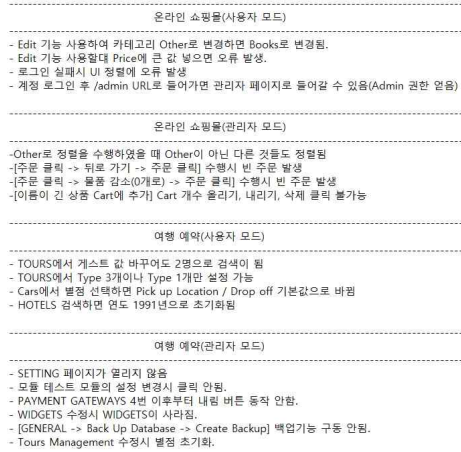 온라인 쇼핑몰(사용자 모드)
- Edit 기능 사용하여 카테고리 Other로 변경하면 Books로 변경됨.
- Edit 기능 사용할댸 Price에 큰 값 넣으면 오류 발생.
- 로그인 실패시 UI 정렬에 오류 발생
- 계정 로그인 후 /admin URL로 들어가면 관리자 페이지로 들어갈 수 있음(Admin 권한 얻음)
온라인 쇼핑몰(관리자 모드)
-Other로 정렬을 수행하였을 때 Other이 아닌 다른 것들도 정렬됨
-[주문 클릭 -> 뒤로 가기 -> 주문 클릭] 수행시 빈 주문 발생
-[주문 클릭 -> 물품 감소(0개로) -> 주문 클릭] 수행시 빈 주문 발생
-[이름이 긴 상품 Cart에 추가] Cart 개수 올리기, 내리기, 삭제 클릭 불가능
여행 예약(사용자 모드)
- TOURS에서 게스트 값 바꾸어도 2명으로 검색이 됨
- TOURS에서 Type 3개이나 Type 1개만 설정 가능
- Cars에서 별점 선택하면 Pick up Location / Drop off 기본값으로 바뀜
- HOTELS 검색하면 연도 1991년으로 초기화됨
여행 예약(관리자 모드)
- SETTING 페이지가 열리지 않음
- 모듈 테스트 모듈의 설정 변경시 클릭 안됨.
- PAYMENT GATEWAYS 4번 이후부터 내림 버튼 동작 안함.
- WIDGETS 수정시 WIDGETS이 사라짐.
- [GENERAL -> Back Up Database -> Create Backup] 백업기능 구동 안됨.
- Tours Management 수정시 별점 초기화.